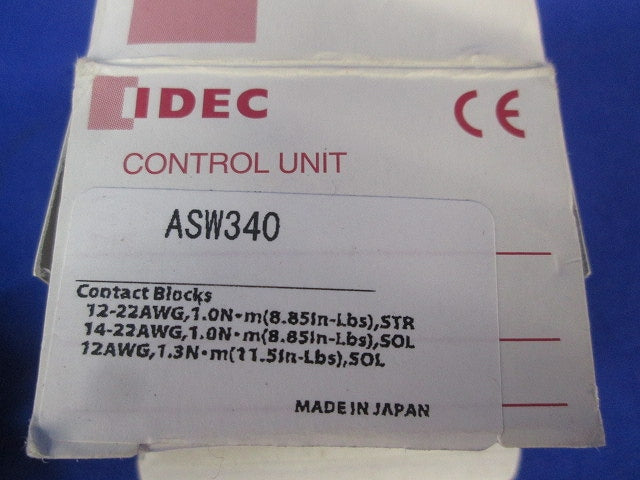 IDEC
CE
CONTROL UNIT
ASW340
Contact Blocks
12-22AWG,1.0N•m(8.85in-Lbs),STR
14-22AWG,1.0N•m(8.85in-Lbs),SOL
12AWG,1.3N•m(11.5in-Lbs),SOL
MADE IN JAPAN